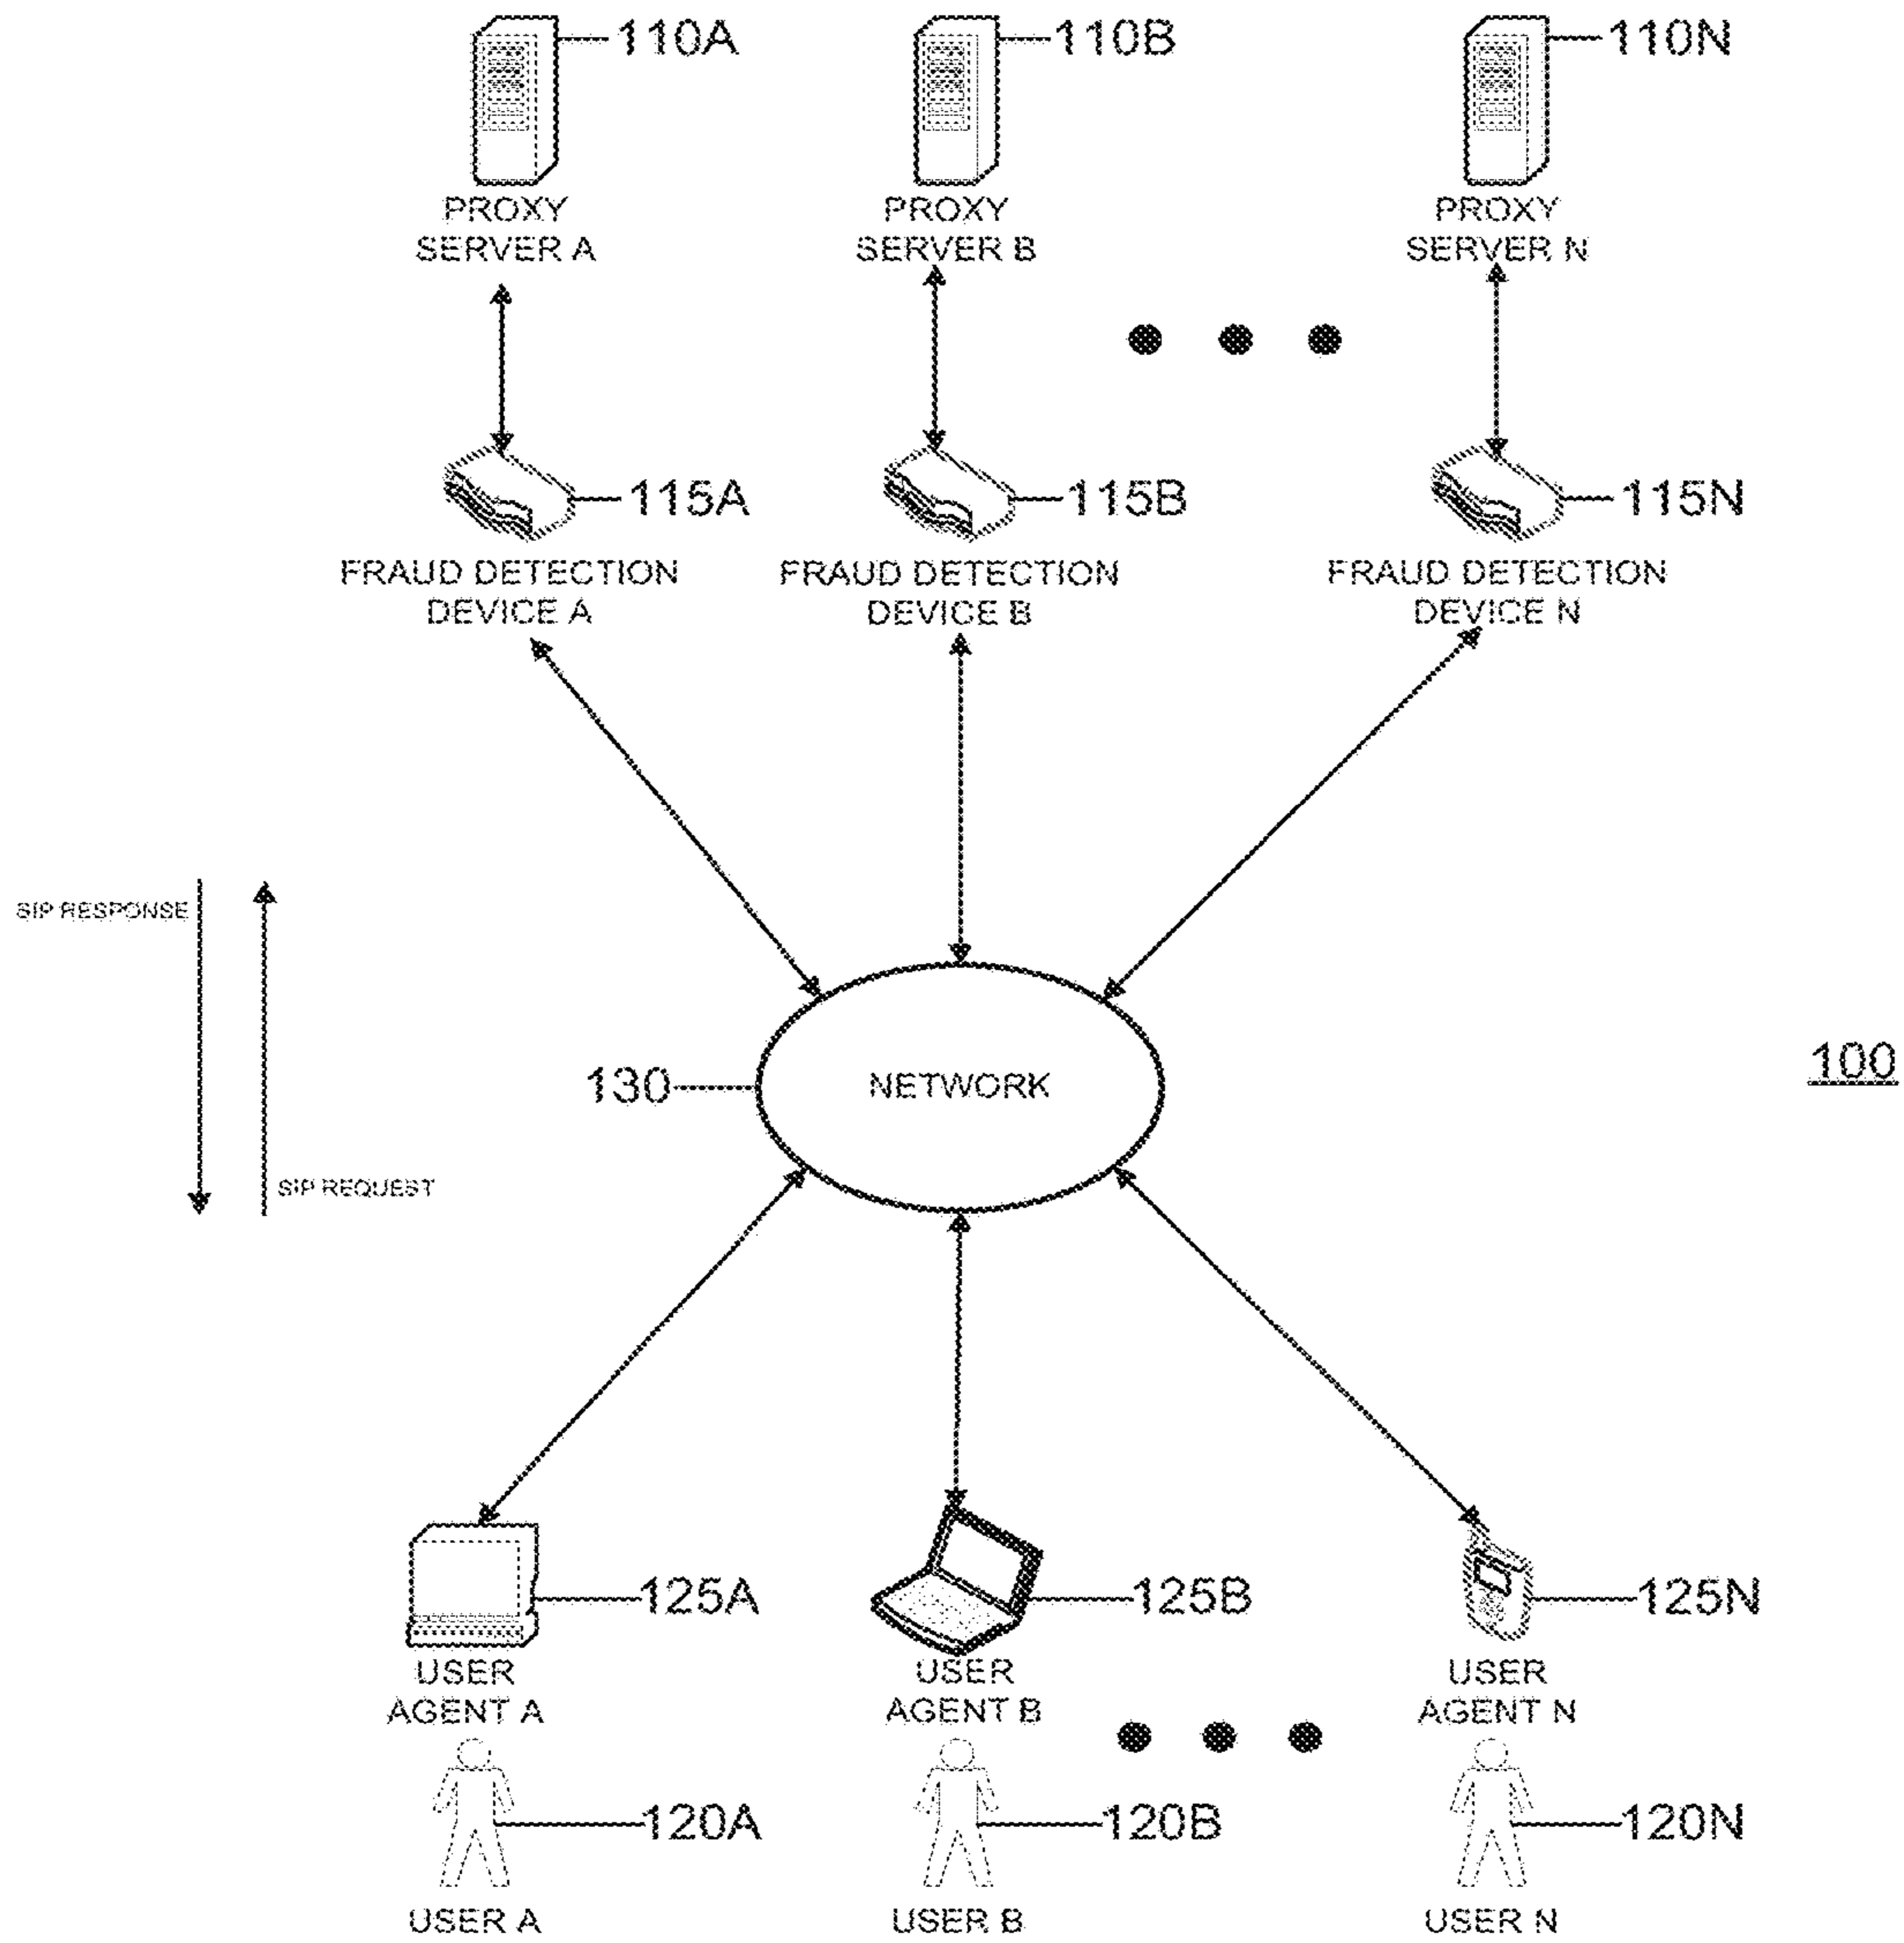 110A
110B
110N
PROXY
SERVER A
PROXY
SERVER B
PROXY
SERVER N
115A
115B
115N
FRAUD DETECTION
DEVICE A
FRAUD DETECTION
DEVICE B
FRAUD DETECTION
DEVICE N
SIP RESPONSE
SIP REQUEST
130
NETWORK
100
125A
125B
125N
USER
AGENT A
USER
AGENT B
USER
AGENT N
120A
120B
120N
USER A
USER B
USER N